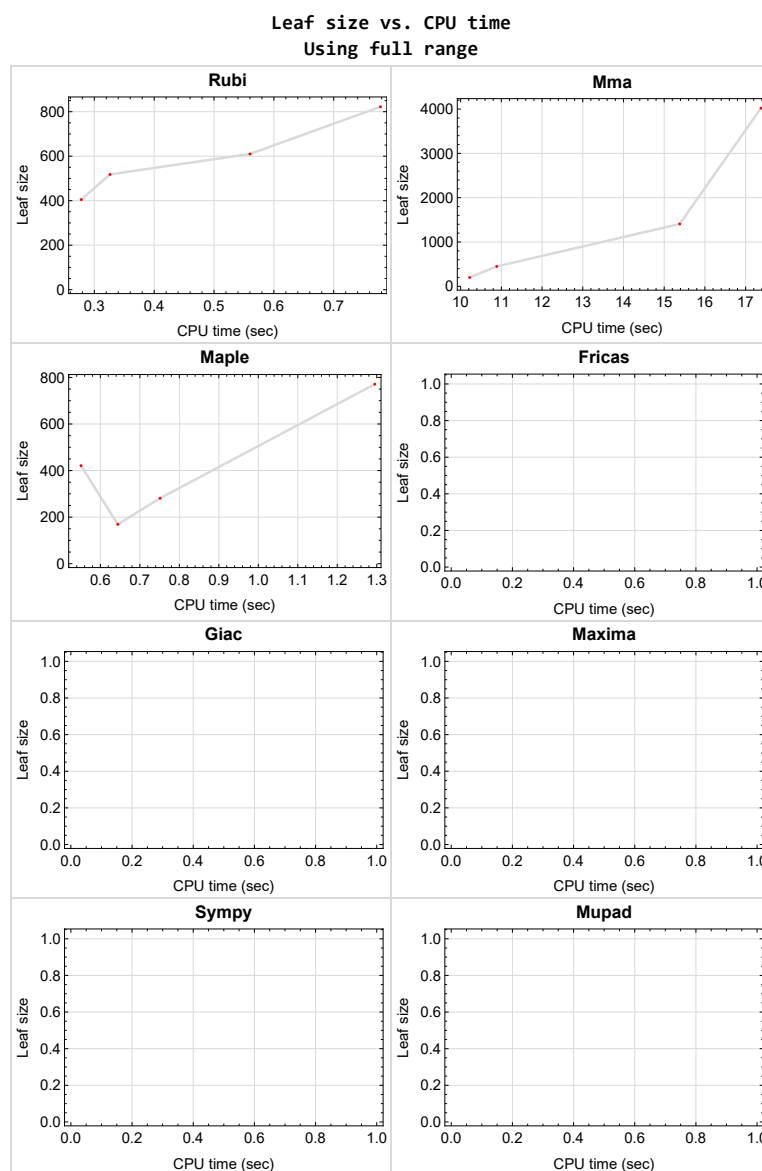 Leaf size vs. CPU time
Using full range
Rubi
Leaf size
800
600
400
200
0
0.3 0.4 0.5 0.6 0.7
CPU time (sec)
Mma
Leaf size
4000
3000
2000
1000
0
10 11 12 13 14 15 16 17
CPU time (sec)
Maple
Leaf size
800
600
400
200
0
0.6 0.7 0.8 0.9 1.0 1.1 1.2 1.3
CPU time (sec)
Fricas
Leaf size
1.0
0.8
0.6
0.4
0.2
0.0
0.0 0.2 0.4 0.6 0.8 1.0
CPU time (sec)
Giac
Leaf size
1.0
0.8
0.6
0.4
0.2
0.0
0.0 0.2 0.4 0.6 0.8 1.0
CPU time (sec)
Maxima
Leaf size
1.0
0.8
0.6
0.4
0.2
0.0
0.0 0.2 0.4 0.6 0.8 1.0
CPU time (sec)
Sympy
Leaf size
1.0
0.8
0.6
0.4
0.2
0.0
0.0 0.2 0.4 0.6 0.8 1.0
CPU time (sec)
Mupad
Leaf size
1.0
0.8
0.6
0.4
0.2
0.0
0.0 0.2 0.4 0.6 0.8 1.0
CPU time (sec)